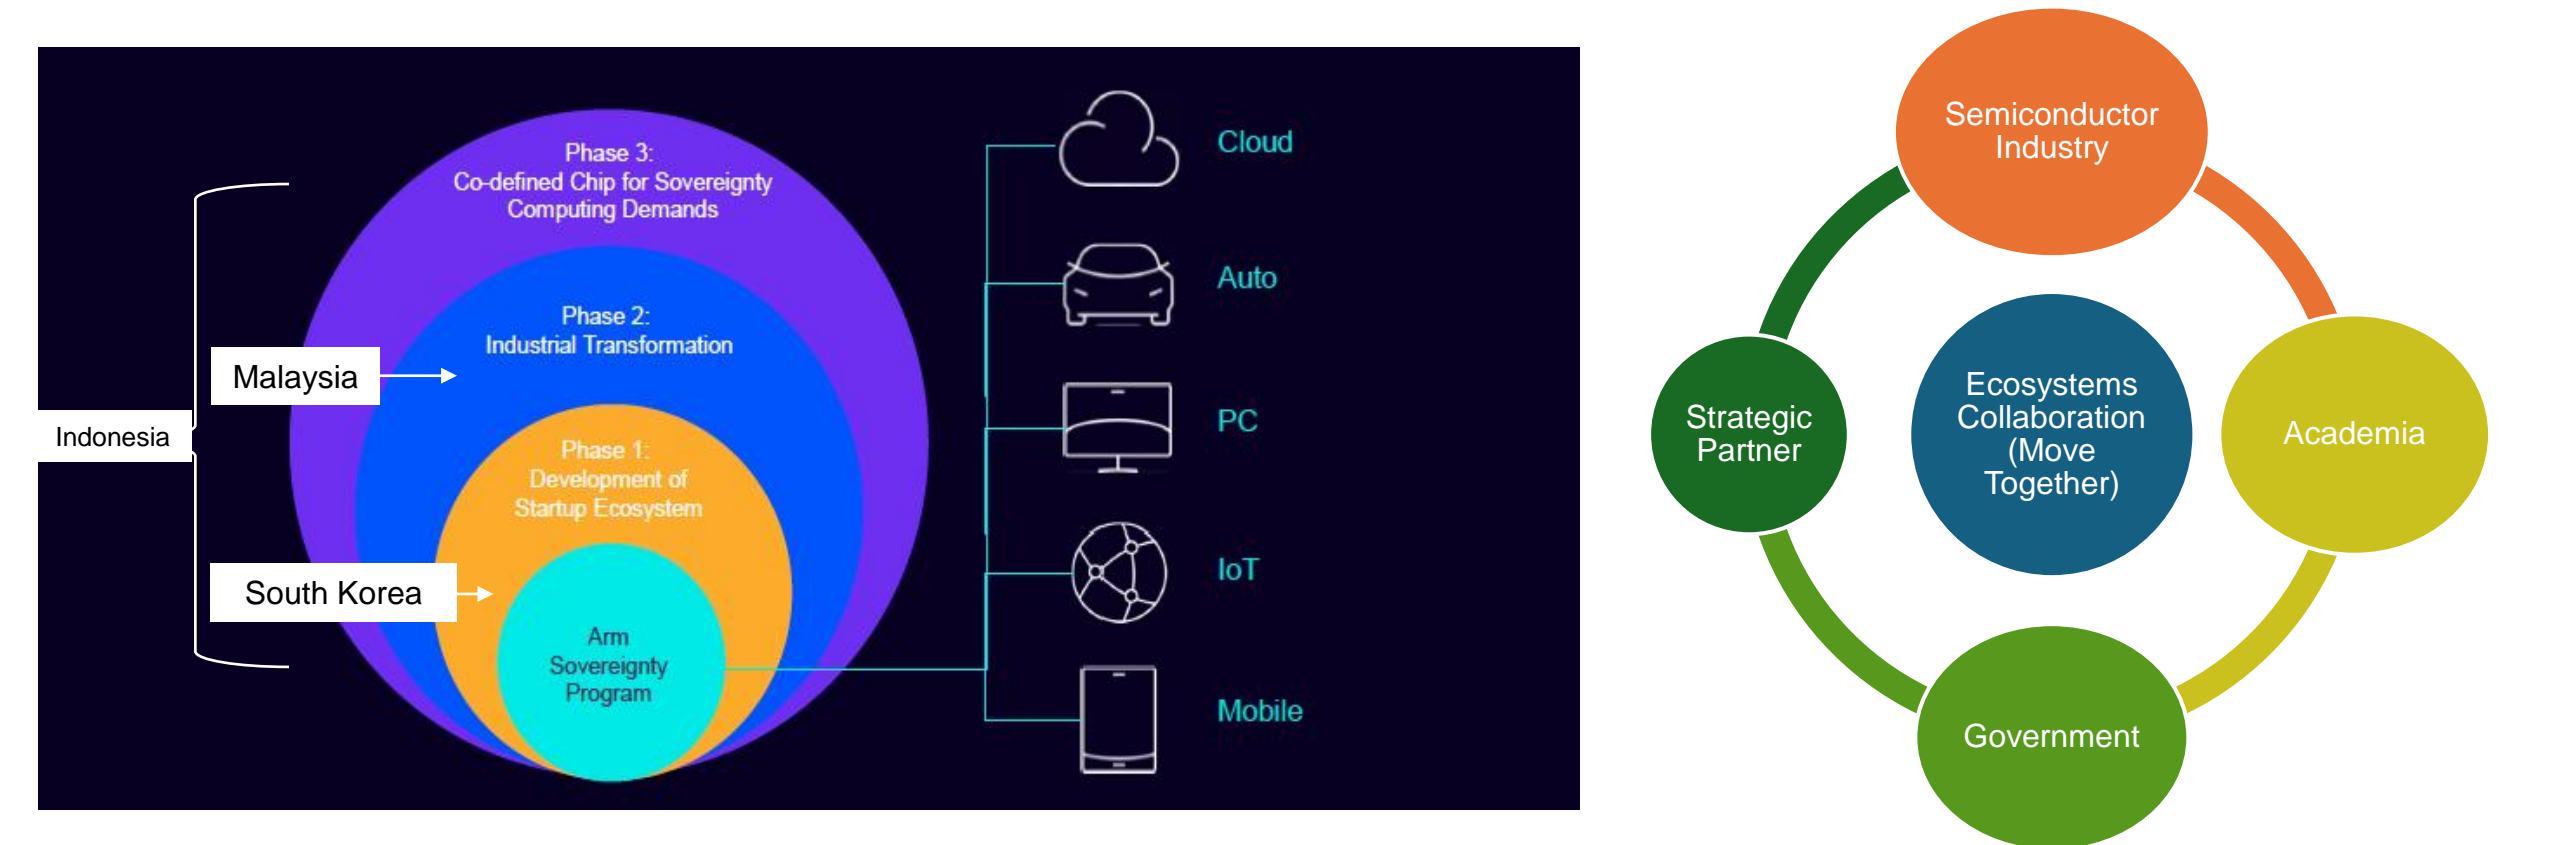 Phase 3:
Co-defined Chip for Sovereignty
Computing Demands
Phase 2:
Industrial Transformation
Malaysia
Indonesia
Phase 1:
Development of
Startup Ecosystem
South Korea
Arm
Sovereignty
Program
Cloud
Auto
PC
IoT
Mobile
Semiconductor
Industry
Strategic
Partner
Ecosystems
Collaboration
(Move
Together)
Academia
Government